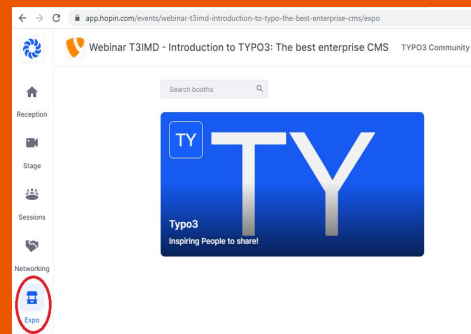 app.hopin.com/events/webinar-t3imd-introduction-to-typo-the-best-enterprise-cms/expo
Webinar T3IMD - Introduction to TYPO3: The best enterprise CMS TYPO3 Community
Search booths
Reception
Stage
Sessions
Networking
Expo
TY
TY
Typo3
Inspiring People to share!